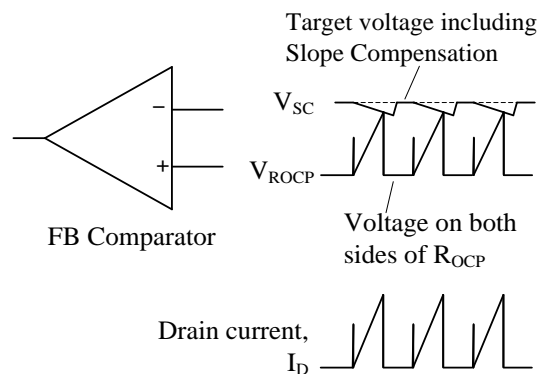 Target voltage including
Slope Compensation
−
V_SC
+
V_ROCP
FB Comparator
Voltage on both
sides of R_OCP
Drain current,
I_D